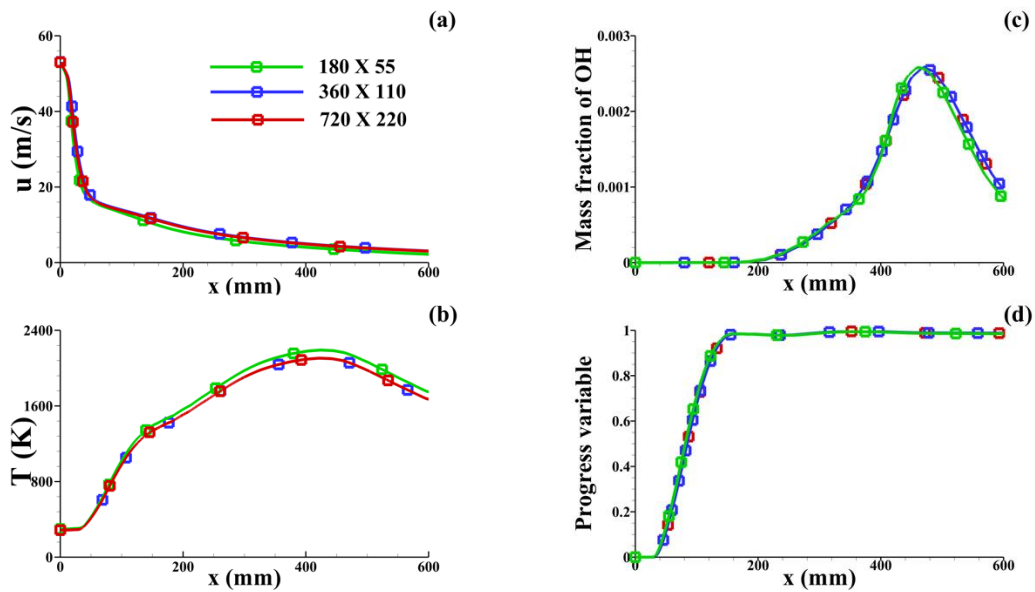 (a)
60
40
20
0
u (m/s)
180 X 55
360 X 110
720 X 220
0 200 400 600
x (mm)
(c)
0.003
0.002
0.001
0
Mass fraction of OH
0 200 400 600
x (mm)
(b)
2400
1600
800
0
T (K)
0 200 400 600
x (mm)
(d)
1
0.8
0.6
0.4
0.2
0
Progress variable
0 200 400 600
x (mm)